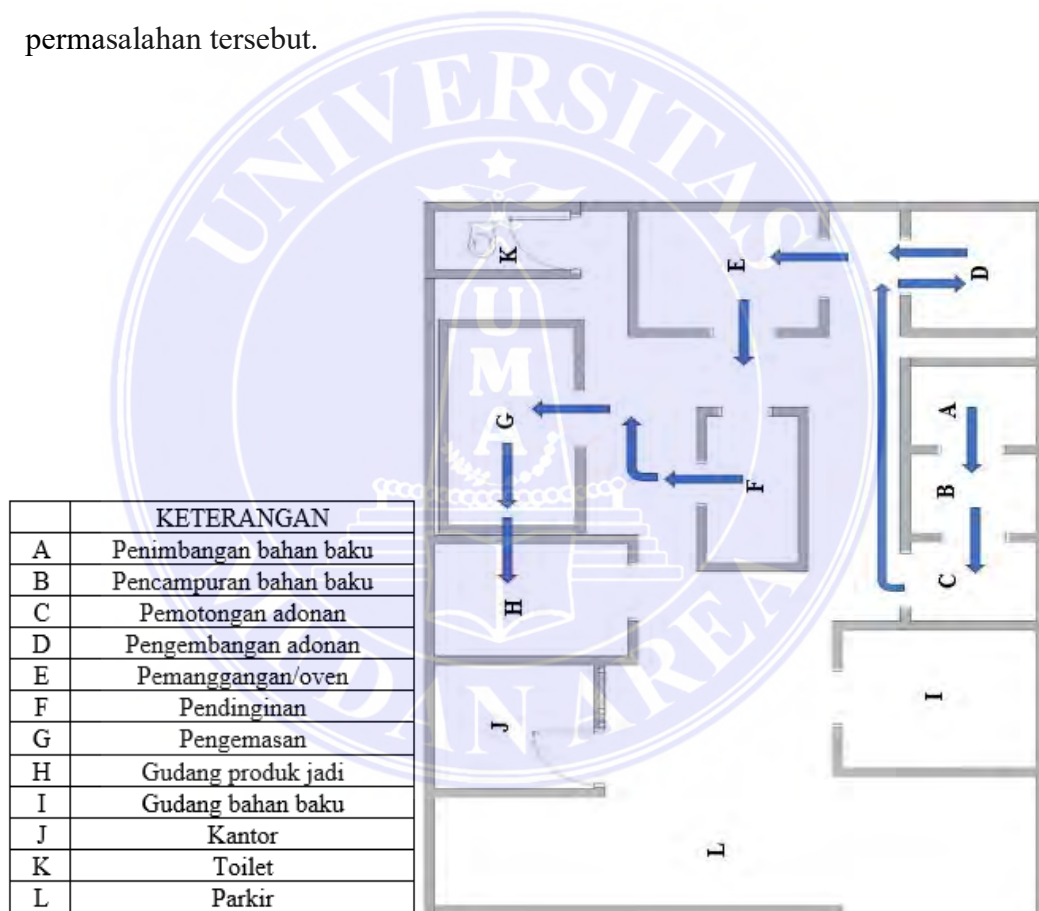 permasalahan tersebut.
UNIVERSITAS
UMA
MEDAN AREA
K
E
D
G
A
F
B
H
C
J
I
L
KETERANGAN
A Penimbangan bahan baku
B Pencampuran bahan baku
C Pemotongan adonan
D Pengembangan adonan
E Pemanggangan/oven
F Pendinginan
G Pengemasan
H Gudang produk jadi
I Gudang bahan baku
J Kantor
K Toilet
L Parkir